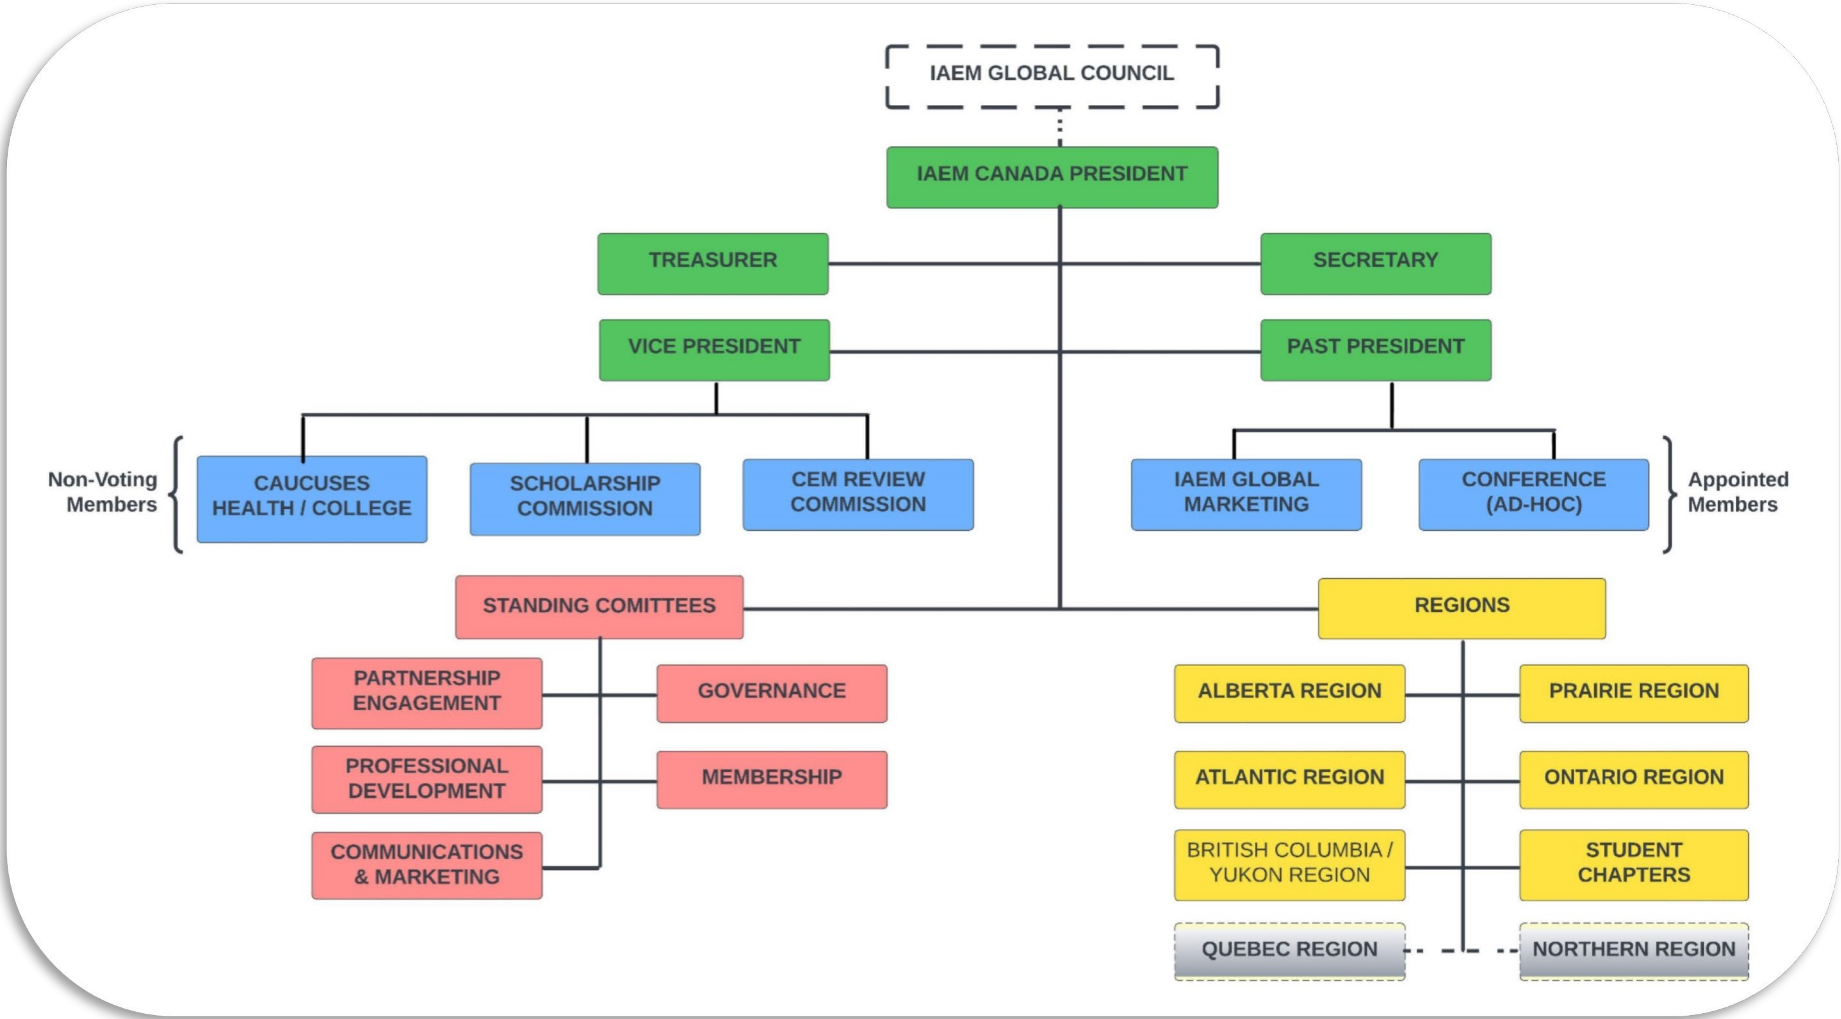 IAEM GLOBAL COUNCIL
IAEM CANADA PRESIDENT
TREASURER
SECRETARY
VICE PRESIDENT
PAST PRESIDENT
Non-Voting
Members
CAUCUSES
HEALTH / COLLEGE
SCHOLARSHIP
COMMISSION
CEM REVIEW
COMMISSION
IAEM GLOBAL
MARKETING
CONFERENCE
(AD-HOC)
Appointed
Members
STANDING COMITTEES
REGIONS
PARTNERSHIP
ENGAGEMENT
GOVERNANCE
PROFESSIONAL
DEVELOPMENT
MEMBERSHIP
COMMUNICATIONS
& MARKETING
ALBERTA REGION
PRAIRIE REGION
ATLANTIC REGION
ONTARIO REGION
BRITISH COLUMBIA /
YUKON REGION
STUDENT
CHAPTERS
QUEBEC REGION
NORTHERN REGION